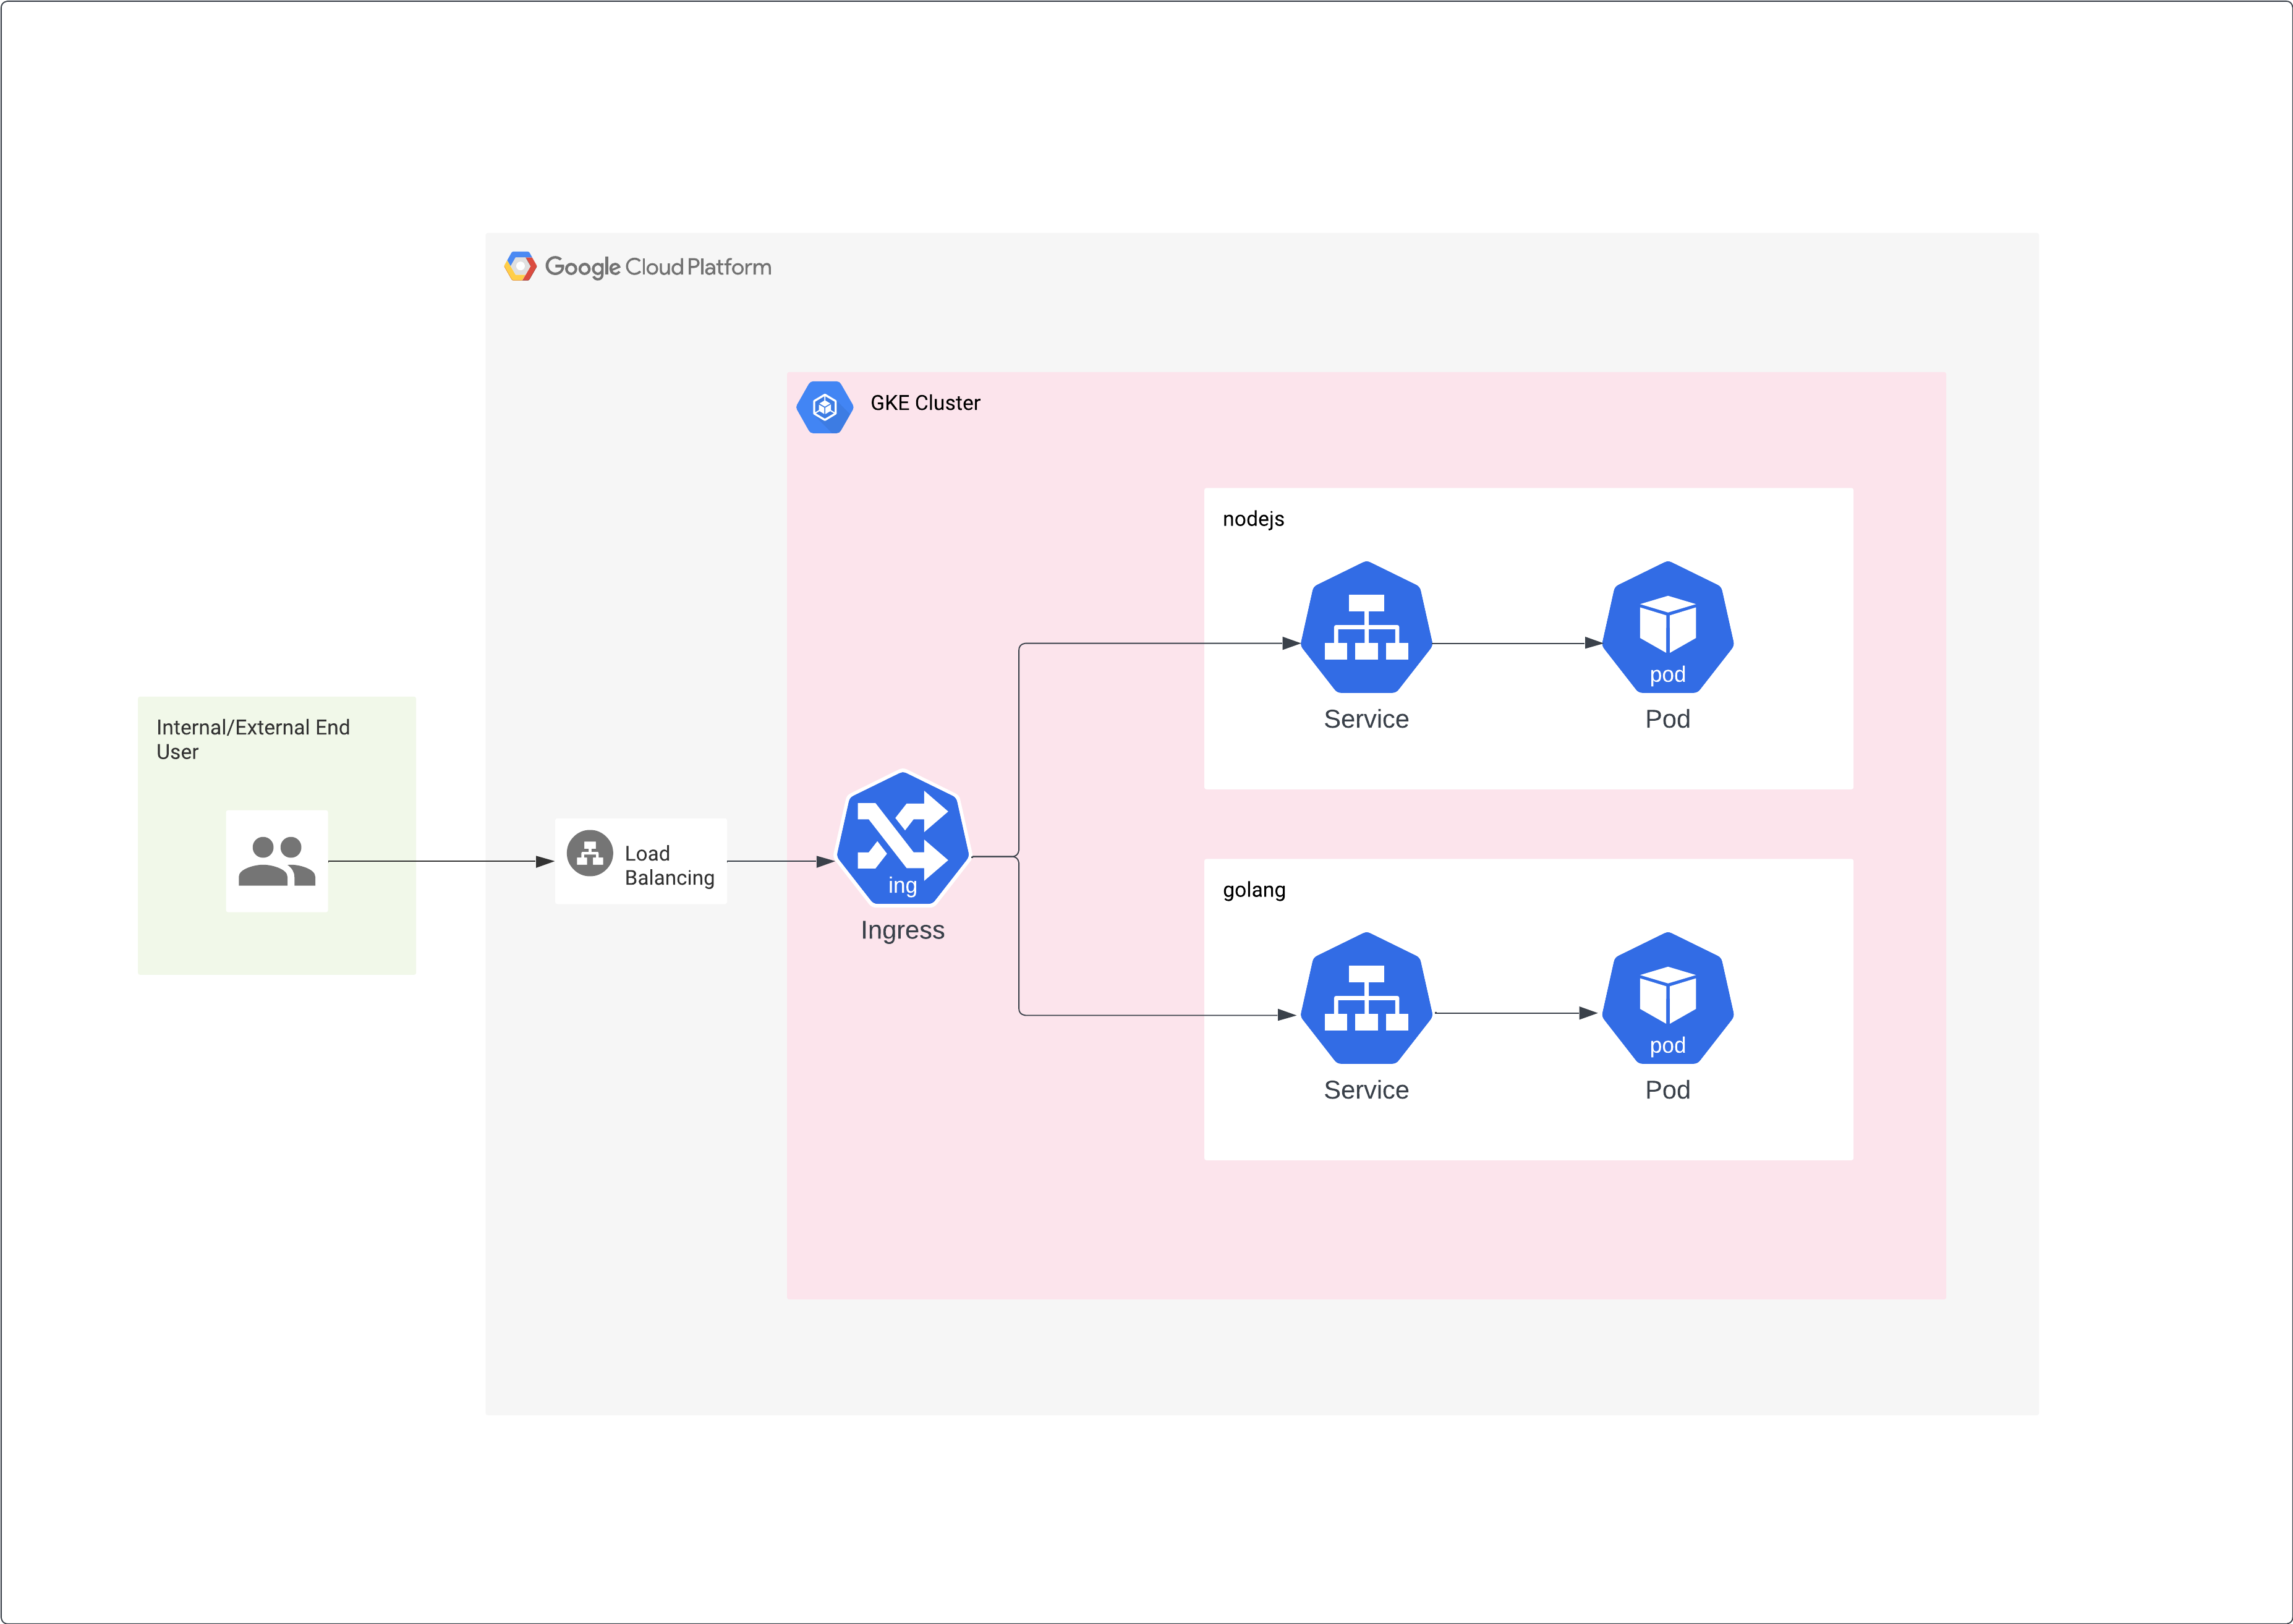 Google Cloud Platform
GKE Cluster
nodejs
pod
Service
Pod
Internal/External End
User
Load
Balancing
ing
Ingress
golang
pod
Service
Pod